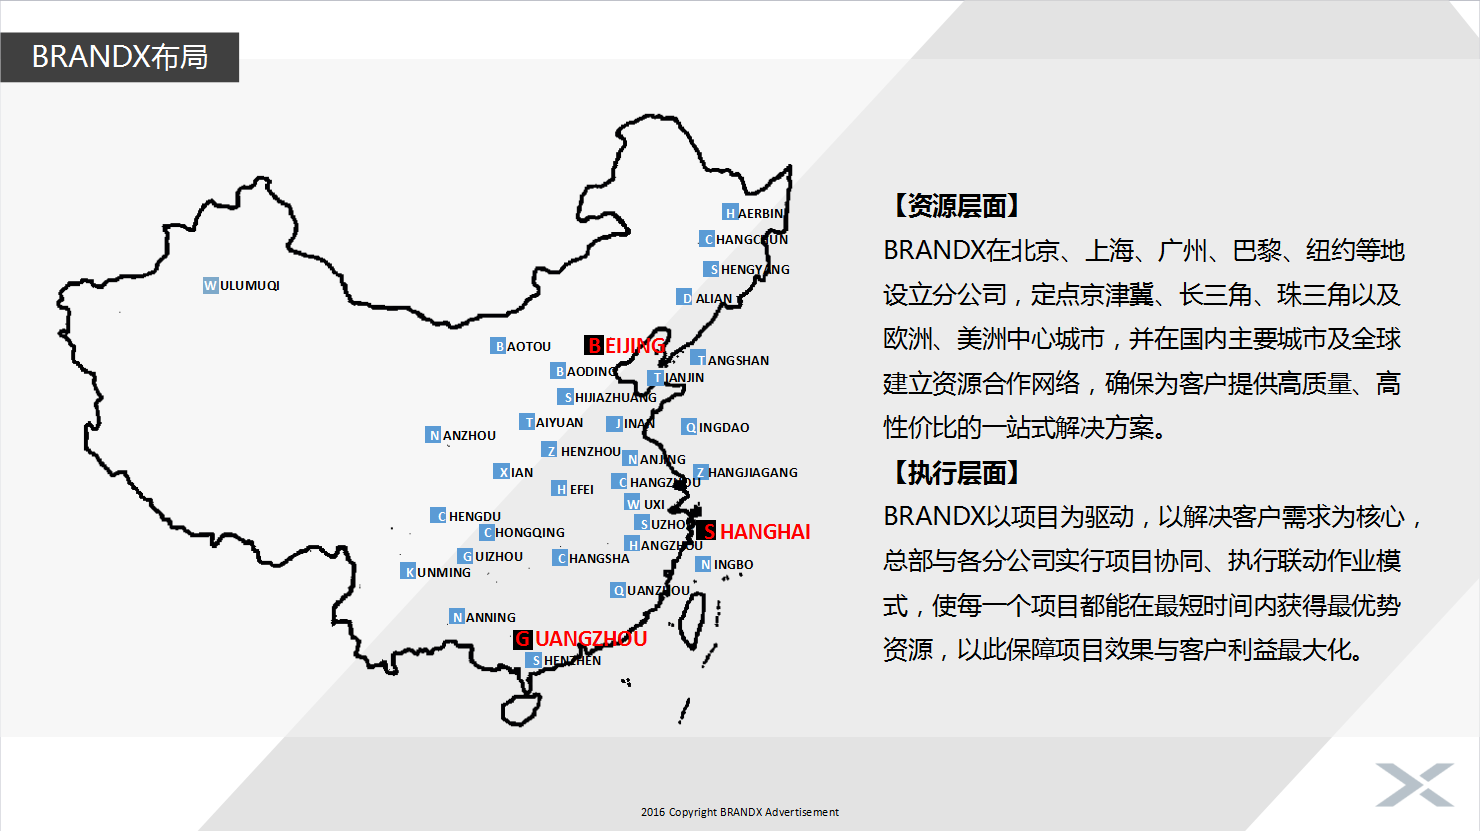 BRANDX布局
HAERBIN
CHANGCHUN
SHENGYANG
WULUMUQI
DALIAN
BAOTOU
BEIJING
TANGSHAN
BAODING
TIANJIN
SHIJIAZHUANG
TAIYUAN
JINAN
QINGDAO
NANZHOU
ZHENZHOU
NANJING
XIAN
ZHANGJIAGANG
HEFEI
CHANGZHOU
WUXI
CHENGDU
SUZHOU
SHANGHAI
CHONGQING
HANGZHOU
GUIZHOU
CHANGSHA
NINGBO
KUNMING
QUANZHOU
NANNING
GUANGZHOU
SHENZHEN
【资源层面】
BRANDX在北京、上海、广州、巴黎、纽约等地
设立分公司，定点京津冀、长三角、珠三角以及
欧洲、美洲中心城市，并在国内主要城市及全球
建立资源合作网络，确保为客户提供高质量、高
性价比的一站式解决方案。
【执行层面】
BRANDX以项目为驱动，以解决客户需求为核心，
总部与各分公司实行项目协同、执行联动作业模
式，使每一个项目都能在最短时间内获得最优势
资源，以此保障项目效果与客户利益最大化。
2016 Copyright BRANDX Advertisement